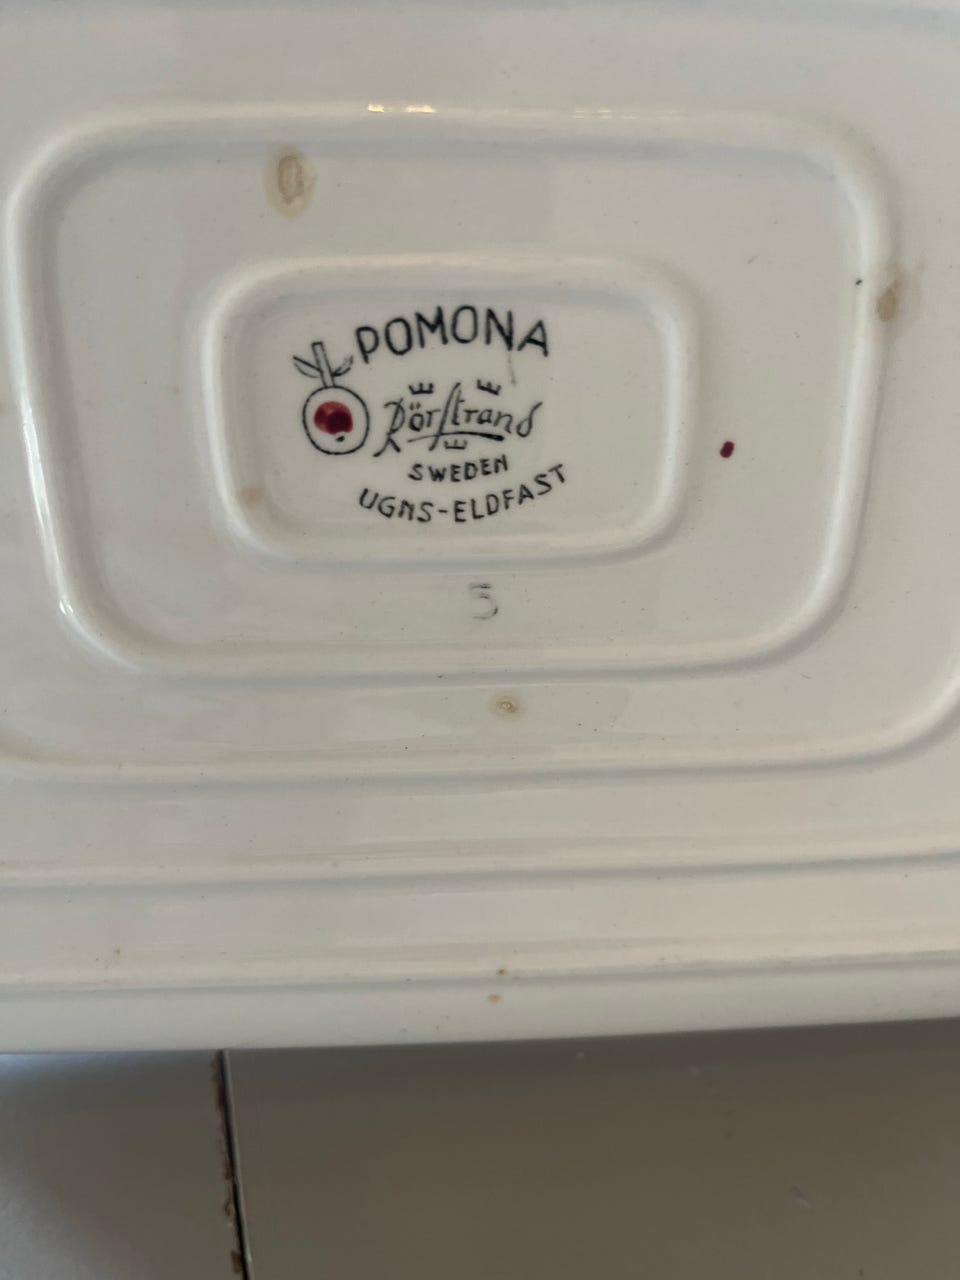 POMONA
Rörstrand
SWEDEN
UGNS-ELDFAST
5